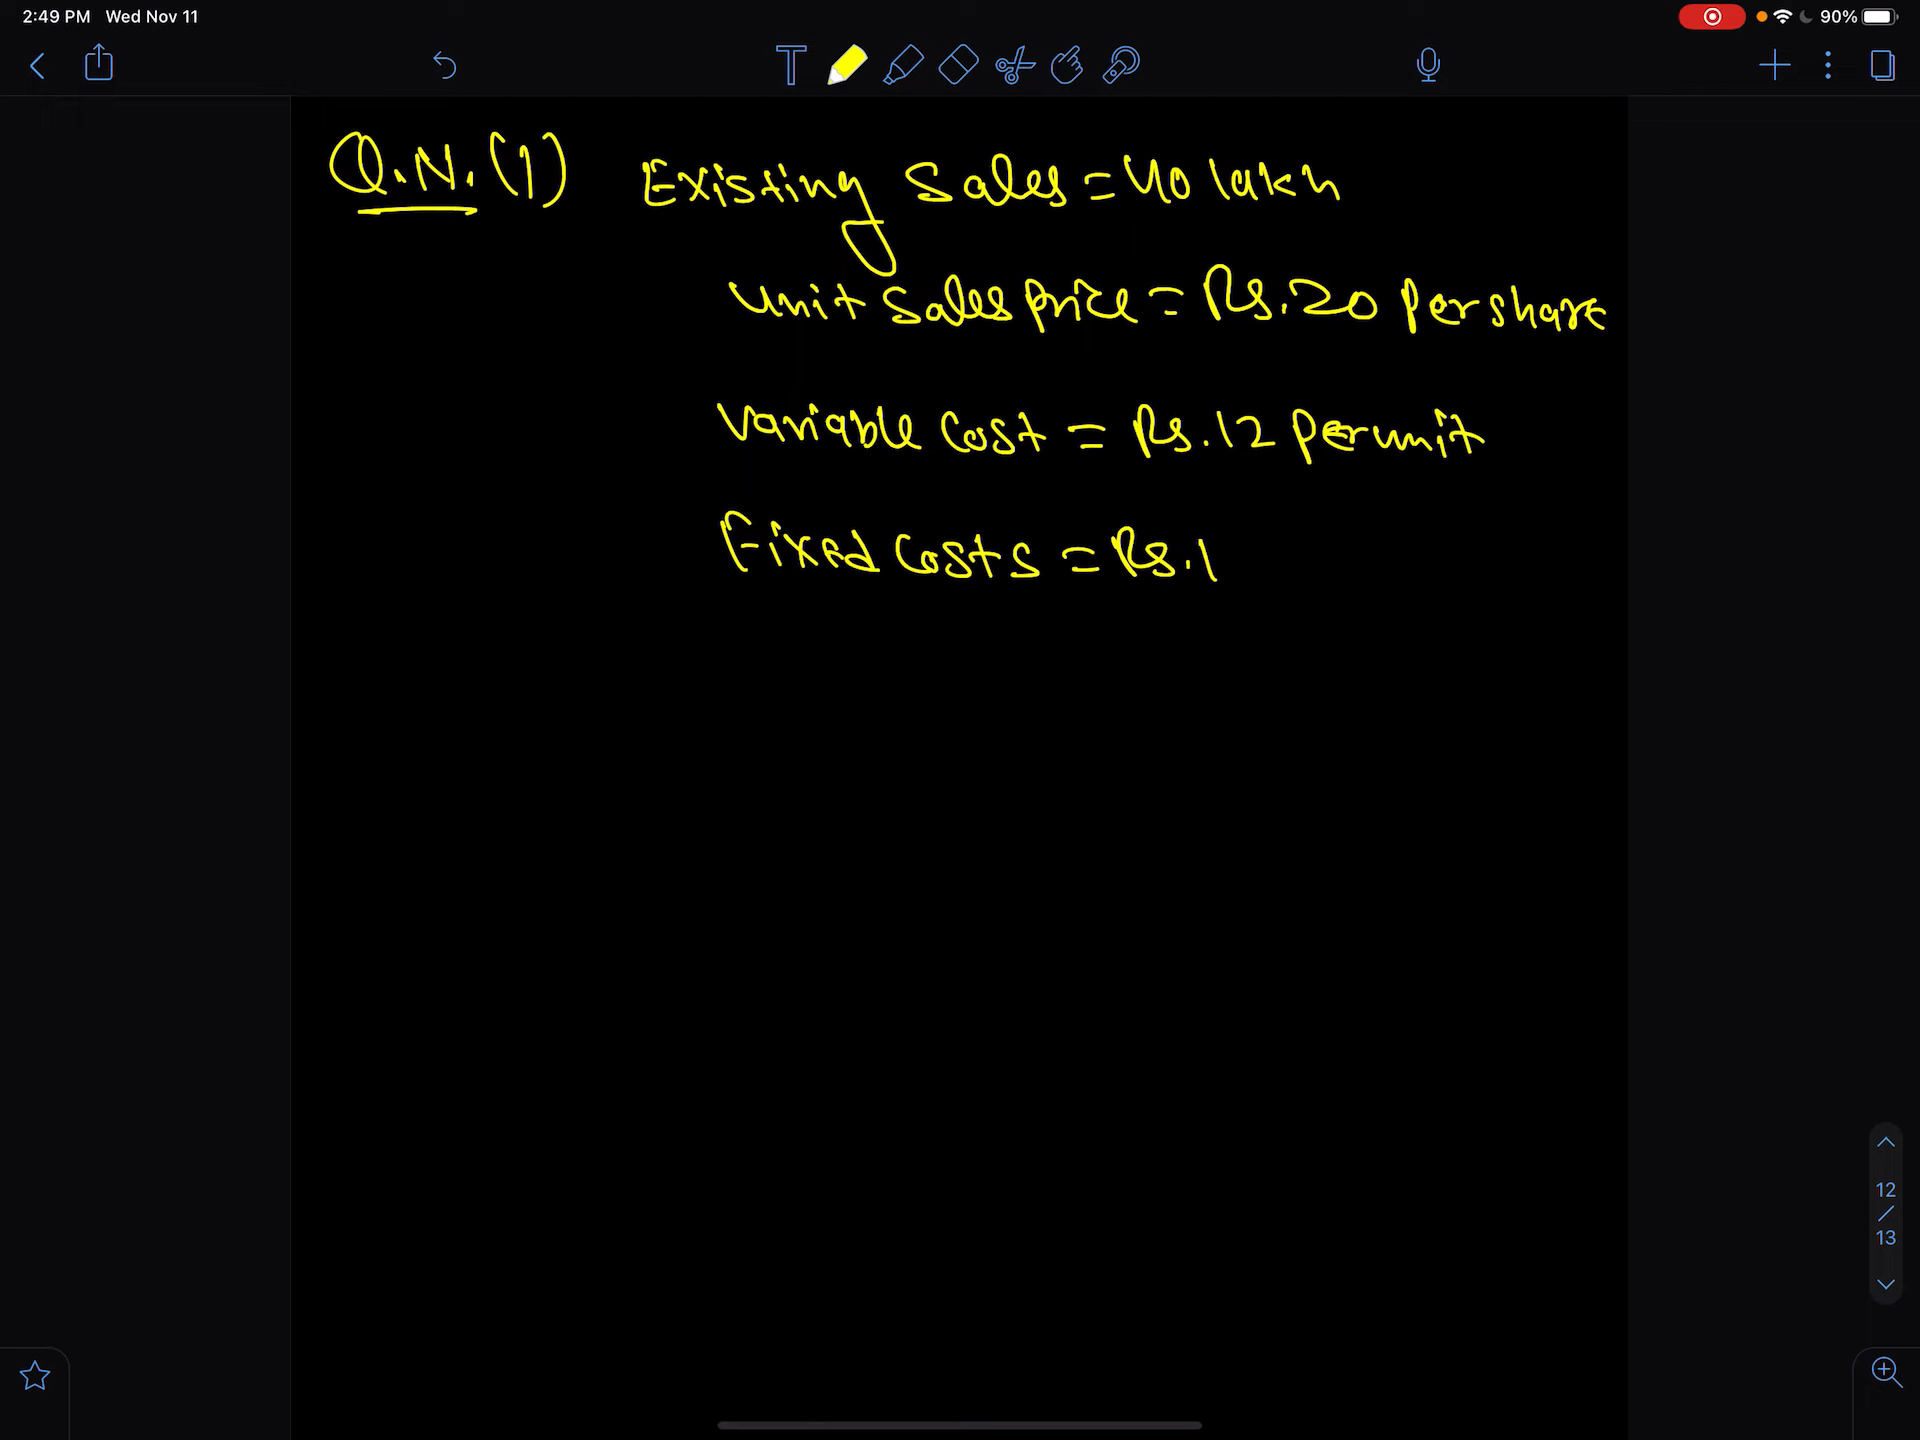 2:49 PM Wed Nov 11
90%
Q.N. (1) Existing Sales = 40 lakh
Unit Sales Price = Rs. 20 per share
Variable Cost = Rs. 12 per unit
Fixed Costs = Rs. 1
12
/
13